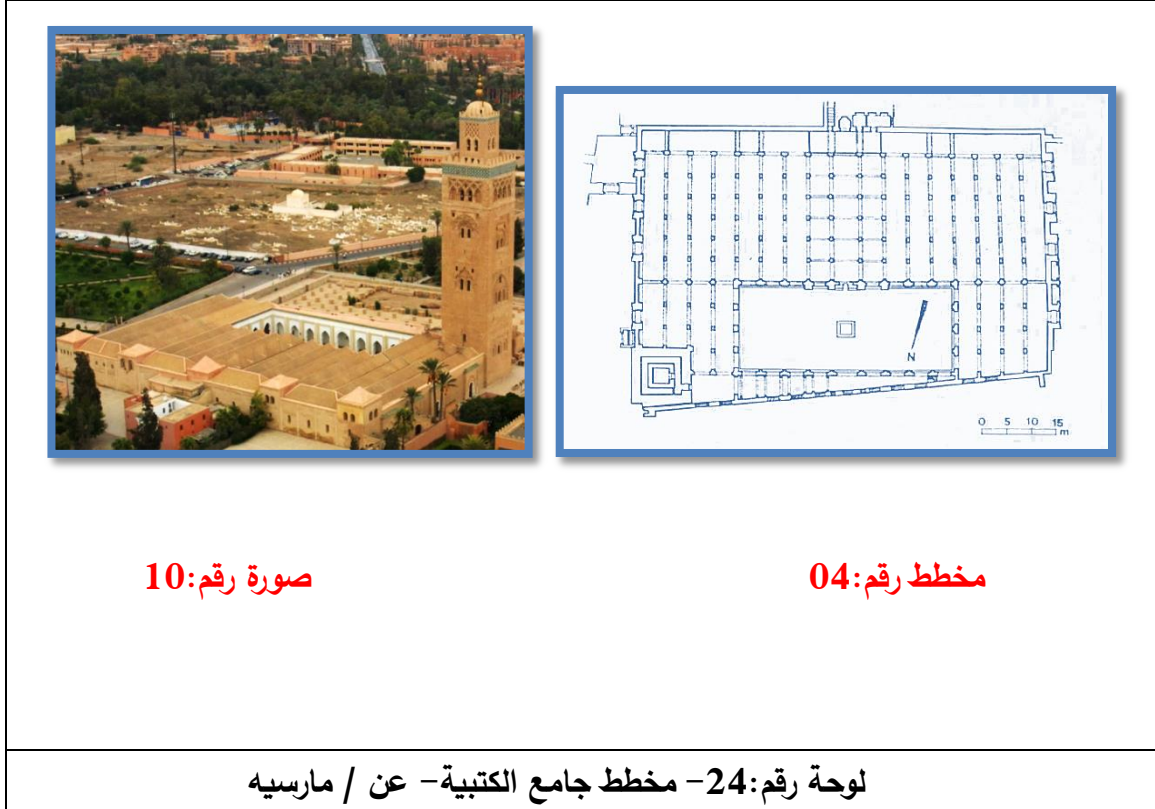 N
0 5 10 15
m
مخطط رقم:04
صورة رقم:10
لوحة رقم:24- مخطط جامع الكتبية- عن / مارسيه